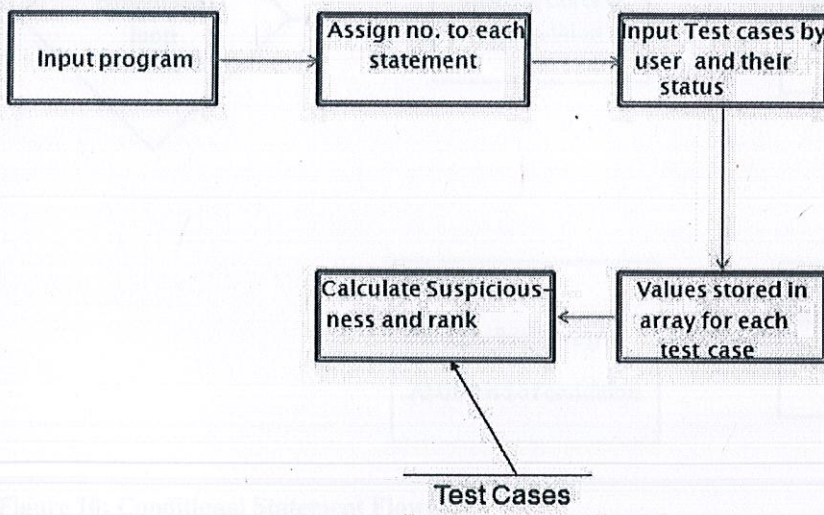 Input program
Assign no. to each
statement
Input Test cases by
user and their
status
Calculate Suspicious-
ness and rank
Values stored in
array for each
test case
Test Cases